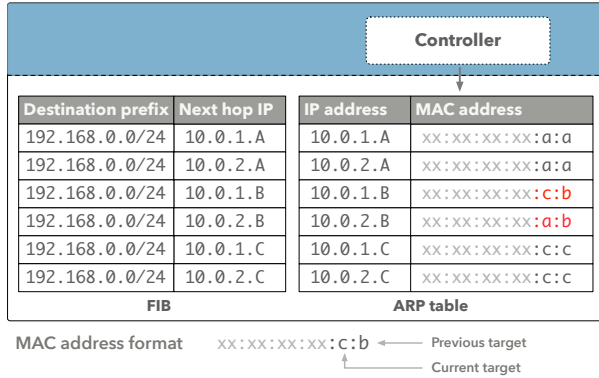 Controller
Destination prefix Next hop IP IP address MAC address
192.168.0.0/24 10.0.1.A 10.0.1.A xx:xx:xx:xx:a:a
192.168.0.0/24 10.0.2.A 10.0.2.A xx:xx:xx:xx:a:a
192.168.0.0/24 10.0.1.B 10.0.1.B xx:xx:xx:xx:c:b
192.168.0.0/24 10.0.2.B 10.0.2.B xx:xx:xx:xx:a:b
192.168.0.0/24 10.0.1.C 10.0.1.C xx:xx:xx:xx:c:c
192.168.0.0/24 10.0.2.C 10.0.2.C xx:xx:xx:xx:c:c
FIB ARP table
MAC address format xx:xx:xx:xx:c:b Previous target
Current target